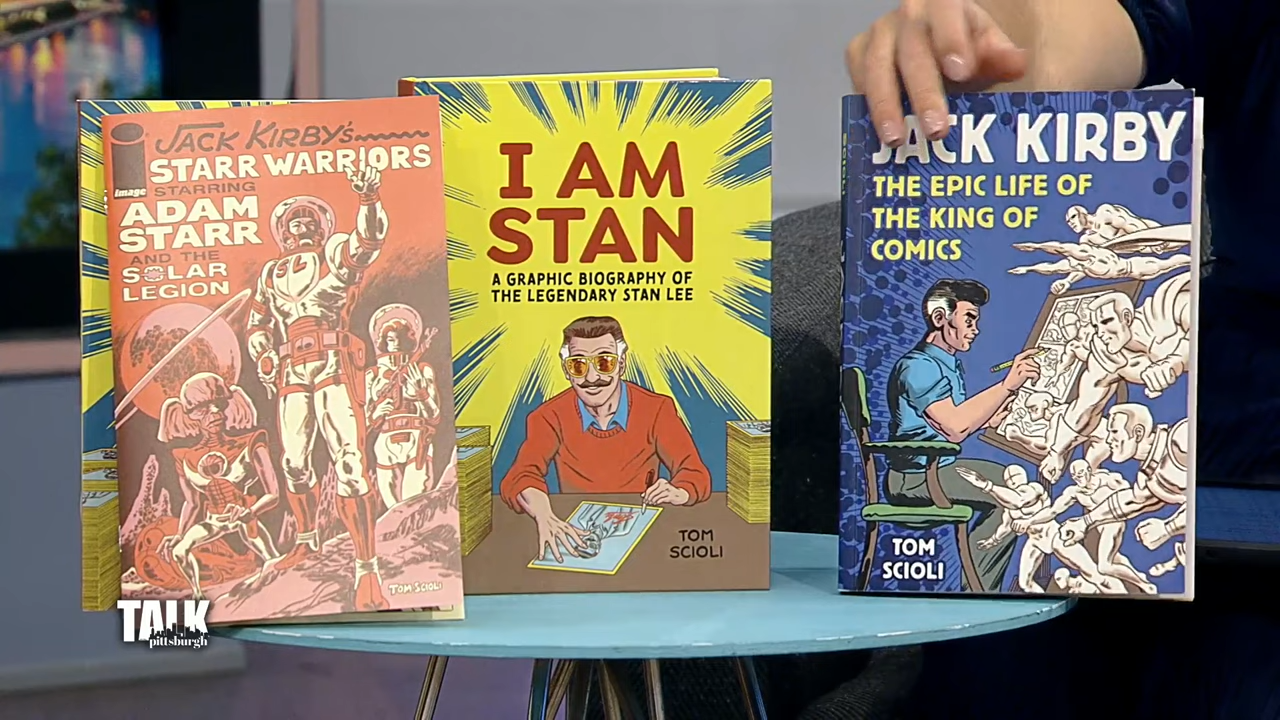 JACK KIRBY'S
STARR WARRIORS
STARRING
ADAM
STARR
AND THE
SOLAR
LEGION
image
TOM SCIOLI
I AM
STAN
A GRAPHIC BIOGRAPHY OF
THE LEGENDARY STAN LEE
TOM
SCIOLI
JACK KIRBY
THE EPIC LIFE OF
THE KING OF
COMICS
TOM
SCIOLI
TALK
pittsburgh